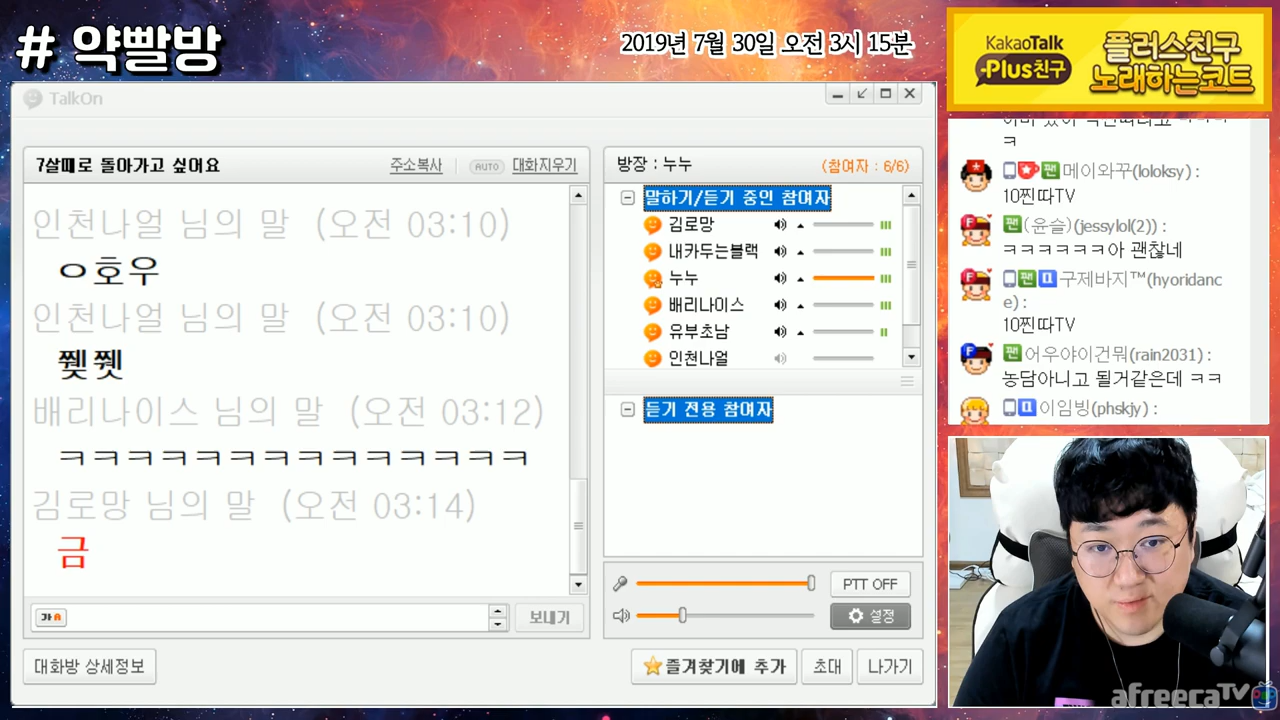 # 약빨방
2019년 7월 30일 오전 3시 15분
KakaoTalk
Plus친구
플러스친구
노래하는코트
TalkOn
7살때로 돌아가고 싶어요
주소복사
AUTO
대화지우기
인천나얼 님의 말 (오전 03:10)
ㅇ호우
인천나얼 님의 말 (오전 03:10)
쮓쮓
배리나이스 님의 말 (오전 03:12)
ㅋㅋㅋㅋㅋㅋㅋㅋㅋㅋㅋㅋㅋㅋ
김로망 님의 말 (오전 03:14)
금
가
보내기
대화방 상세정보
방장 : 누누
(참여자 : 6/6)
말하기/듣기 중인 참여자
김로망
내카두는블랙
누누
배리나이스
유부초남
인천나얼
듣기 전용 참여자
PTT OFF
설정
즐겨찾기에 추가
초대
나가기
ㅋ
팬 메이와꾸(loloksy) :
10찐따TV
팬 (윤슬)(jessylol(2)) :
ㅋㅋㅋㅋㅋㅋ아 괜찮네
팬 구제바지™(hyoridanc
e) :
10찐따TV
팬 어우야이건뭐(rain2031) :
농담아니고 될거같은데 ㅋㅋ
이임빙(phskjy) :
afreecaTV